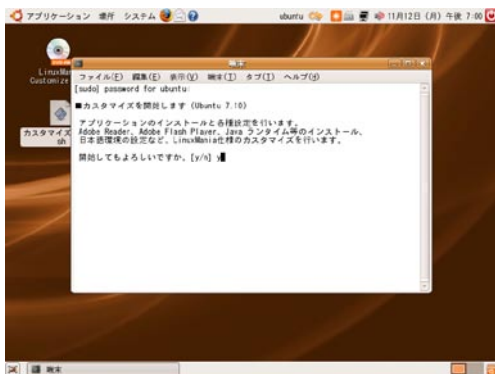 アプリケーション 場所 システム
ubuntu
11月12日 (月) 午後 7:00
LinuxMan
Customize
カスタマイズ
sh
端末
ファイル(F) 編集(E) 表示(V) 端末(T) タブ(T) ヘルプ(H)
[sudo] password for ubuntu:
■カスタマイズを開始します (Ubuntu 7.10)
アプリケーションのインストールと各種設定を行います。
Adobe Reader、Adobe Flash Player、Java ランタイム等のインストール、
日本語環境の設定など、LinuxMania仕様のカスタマイズを行います。
開始してもよろしいですか。[y/n] y
端末